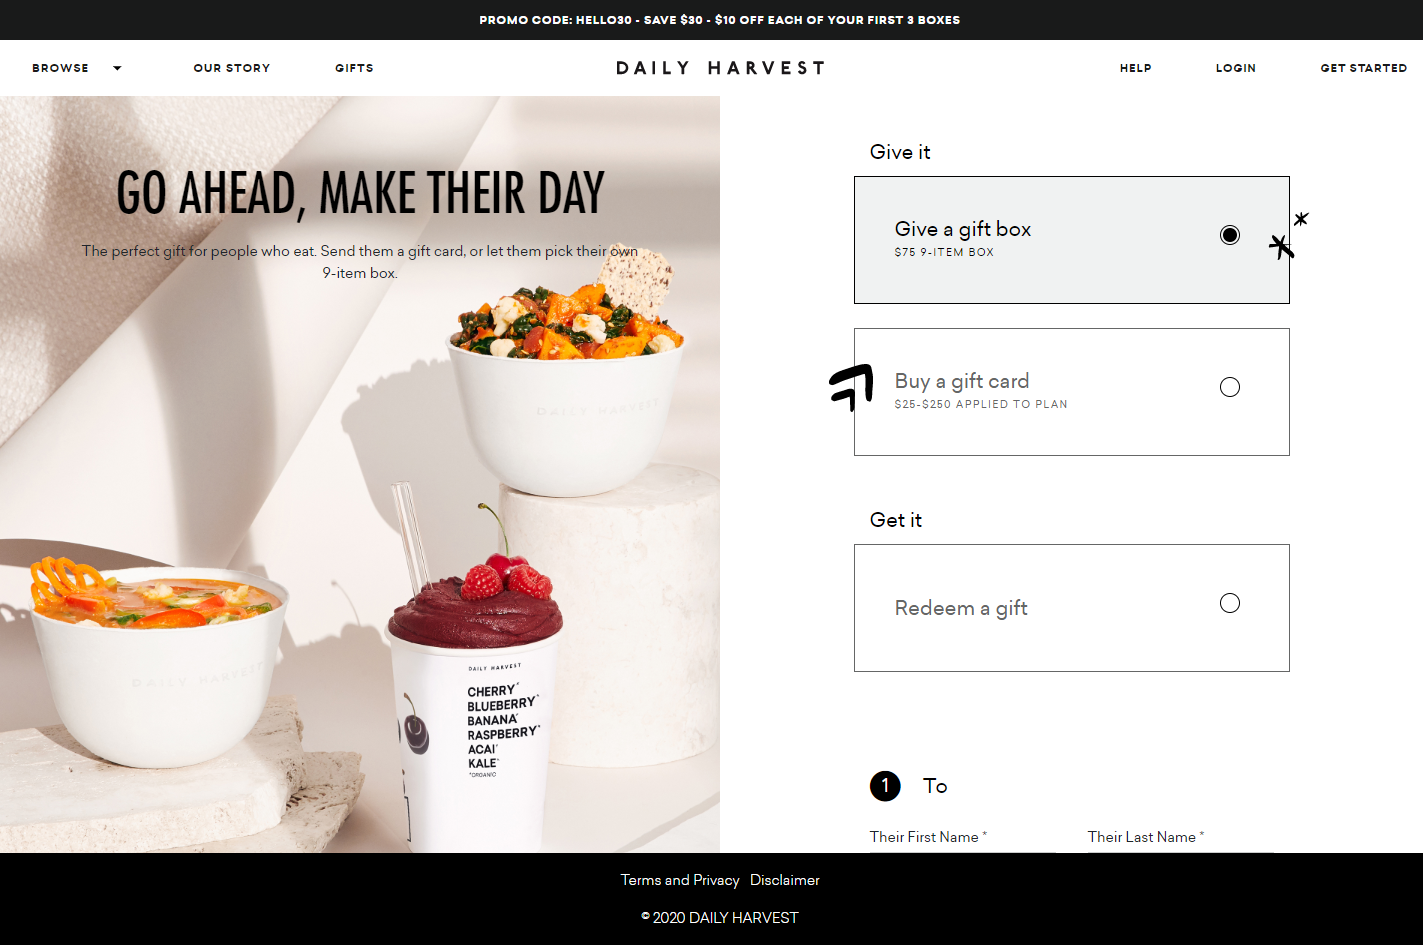 PROMO CODE: HELLO30 - SAVE $30 - $10 OFF EACH OF YOUR FIRST 3 BOXES
BROWSE OUR STORY GIFTS DAILY HARVEST HELP LOGIN GET STARTED
GO AHEAD, MAKE THEIR DAY
The perfect gift for people who eat. Send them a gift card, or let them pick their own
9-item box.
DAILY HARVEST
DAILY HARVEST
DAILY HARVEST
CHERRY*
BLUEBERRY*
BANANA*
RASPBERRY*
ACAI*
KALE*
*ORGANIC
Give it
Give a gift box
$75 9-ITEM BOX
Buy a gift card
$25-$250 APPLIED TO PLAN
Get it
Redeem a gift
1 To
Their First Name * Their Last Name *
Terms and Privacy Disclaimer
© 2020 DAILY HARVEST